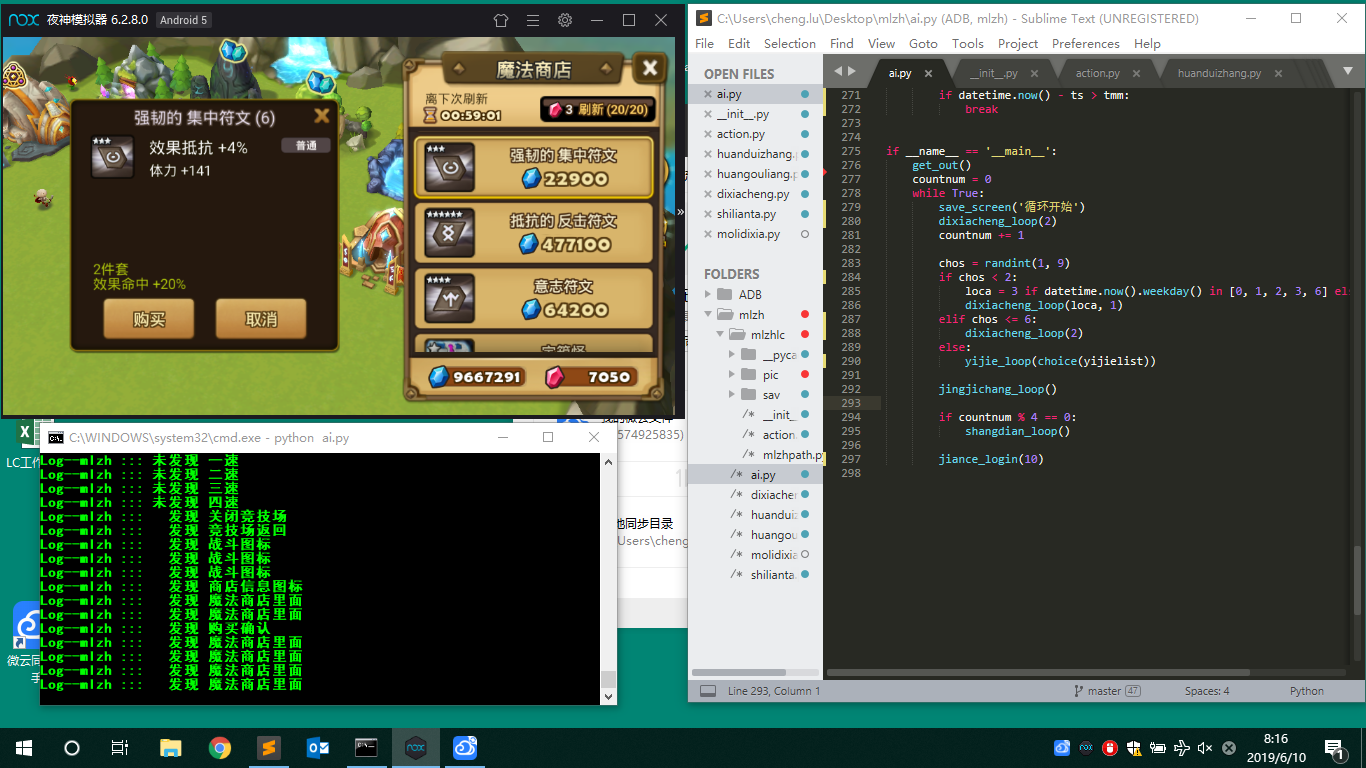 nox 夜神模拟器 6.2.8.0 Android 5
强韧的 集中符文 (6)
普通
效果抵抗 +4%
体力 +141
2件套
效果命中 +20%
购买 取消
魔法商店
离下次刷新
00:59:01
3 刷新 (20/20)
强韧的 集中符文
22900
抵抗的 反击符文
477100
意志符文
64200
9667291 7050
C:\WINDOWS\system32\cmd.exe - python ai.py
Log--mlzh ::: 未发现 一速
Log--mlzh ::: 未发现 二速
Log--mlzh ::: 未发现 三速
Log--mlzh ::: 未发现 四速
Log--mlzh ::: 发现 关闭竞技场
Log--mlzh ::: 发现 竞技场返回
Log--mlzh ::: 发现 战斗图标
Log--mlzh ::: 发现 战斗图标
Log--mlzh ::: 发现 战斗图标
Log--mlzh ::: 发现 商店信息图标
Log--mlzh ::: 发现 魔法商店里面
Log--mlzh ::: 发现 魔法商店里面
Log--mlzh ::: 发现 购买确认
Log--mlzh ::: 发现 魔法商店里面
Log--mlzh ::: 发现 魔法商店里面
Log--mlzh ::: 发现 魔法商店里面
Log--mlzh ::: 发现 魔法商店里面
LC工作
微云同
574925835)
同步目录
Users\cheng
C:\Users\cheng.lu\Desktop\mlzh\ai.py (ADB, mlzh) - Sublime Text (UNREGISTERED)
File Edit Selection Find View Goto Tools Project Preferences Help
OPEN FILES
ai.py
__init__.py
action.py
huanduizhang.
huangouliang.
dixiacheng.py
shilianta.py
molidixia.py
FOLDERS
ADB
mlzh
mlzhlc
__pyca
pic
sav
__init_
action.
mlzhpath.py
ai.py
dixiacher
huanduiz
huangou
molidixia
shilianta.
ai.py __init__.py action.py huanduizhang.py
271 if datetime.now() - ts > tmm:
272 break
273
274
275 if __name__ == '__main__':
276 get_out()
277 countnum = 0
278 while True:
279 save_screen('循环开始')
280 dixiacheng_loop(2)
281 countnum += 1
282
283 chos = randint(1, 9)
284 if chos < 2:
285 loca = 3 if datetime.now().weekday() in [0, 1, 2, 3, 6] el
286 dixiacheng_loop(loca, 1)
287 elif chos <= 6:
288 dixiacheng_loop(2)
289 else:
290 yijie_loop(choice(yijielist))
291
292 jingjichang_loop()
293
294 if countnum % 4 == 0:
295 shangdian_loop()
296
297 jiance_login(10)
298
Line 293, Column 1 master 47 Spaces: 4 Python
8:16
2019/6/10
1